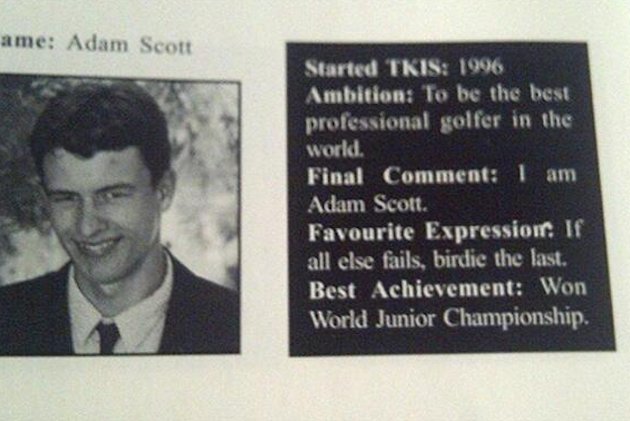 ame: Adam Scott
Started TKIS: 1996
Ambition: To be the best
professional golfer in the
world.
Final Comment: I am
Adam Scott.
Favourite Expression: If
all else fails, birdie the last.
Best Achievement: Won
World Junior Championship.